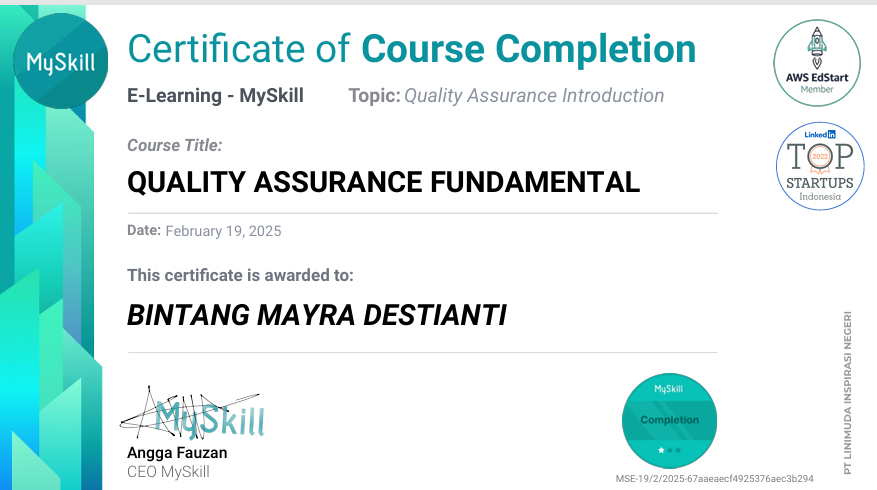 MySkill
Certificate of Course Completion
E-Learning - MySkill
Topic: Quality Assurance Introduction
AWS EdStart
Member
Linked in
TOP
2022
STARTUPS
Indonesia
Course Title:
QUALITY ASSURANCE FUNDAMENTAL
Date: February 19, 2025
This certificate is awarded to:
BINTANG MAYRA DESTIANTI
MySkill
Angga Fauzan
CEO MySkill
MySkill
Completion
MSE-19/2/2025-67aaeaecf4925376aec3b294
PT LINIMUDA INSPIRASI NEGERI